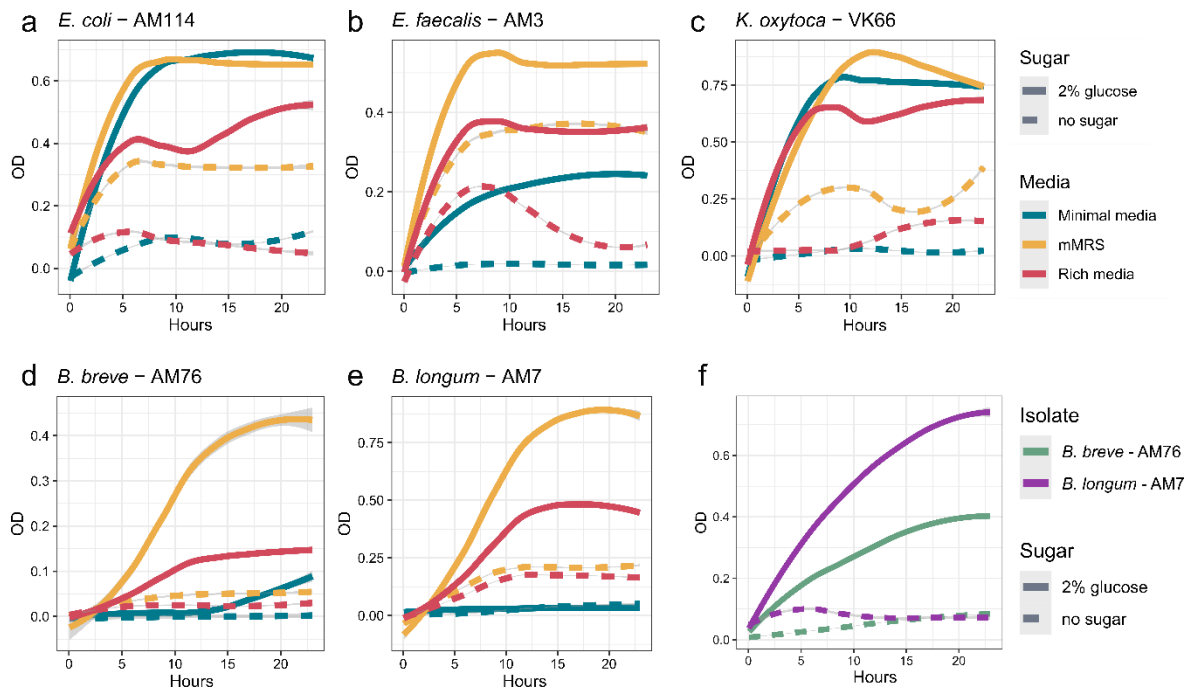 a E. coli − AM114
OD
0.6
0.4
0.2
0.0
0 5 10 15 20
Hours
b E. faecalis − AM3
OD
0.4
0.2
0.0
0 5 10 15 20
Hours
c K. oxytoca − VK66
OD
0.75
0.50
0.25
0.00
0 5 10 15 20
Hours
Sugar
2% glucose
no sugar
Media
Minimal media
mMRS
Rich media
d B. breve − AM76
OD
0.4
0.3
0.2
0.1
0.0
0 5 10 15 20
Hours
e B. longum − AM7
OD
0.75
0.50
0.25
0.00
0 5 10 15 20
Hours
f
OD
0.6
0.4
0.2
0.0
0 5 10 15 20
Hours
Isolate
B. breve - AM76
B. longum - AM7
Sugar
2% glucose
no sugar